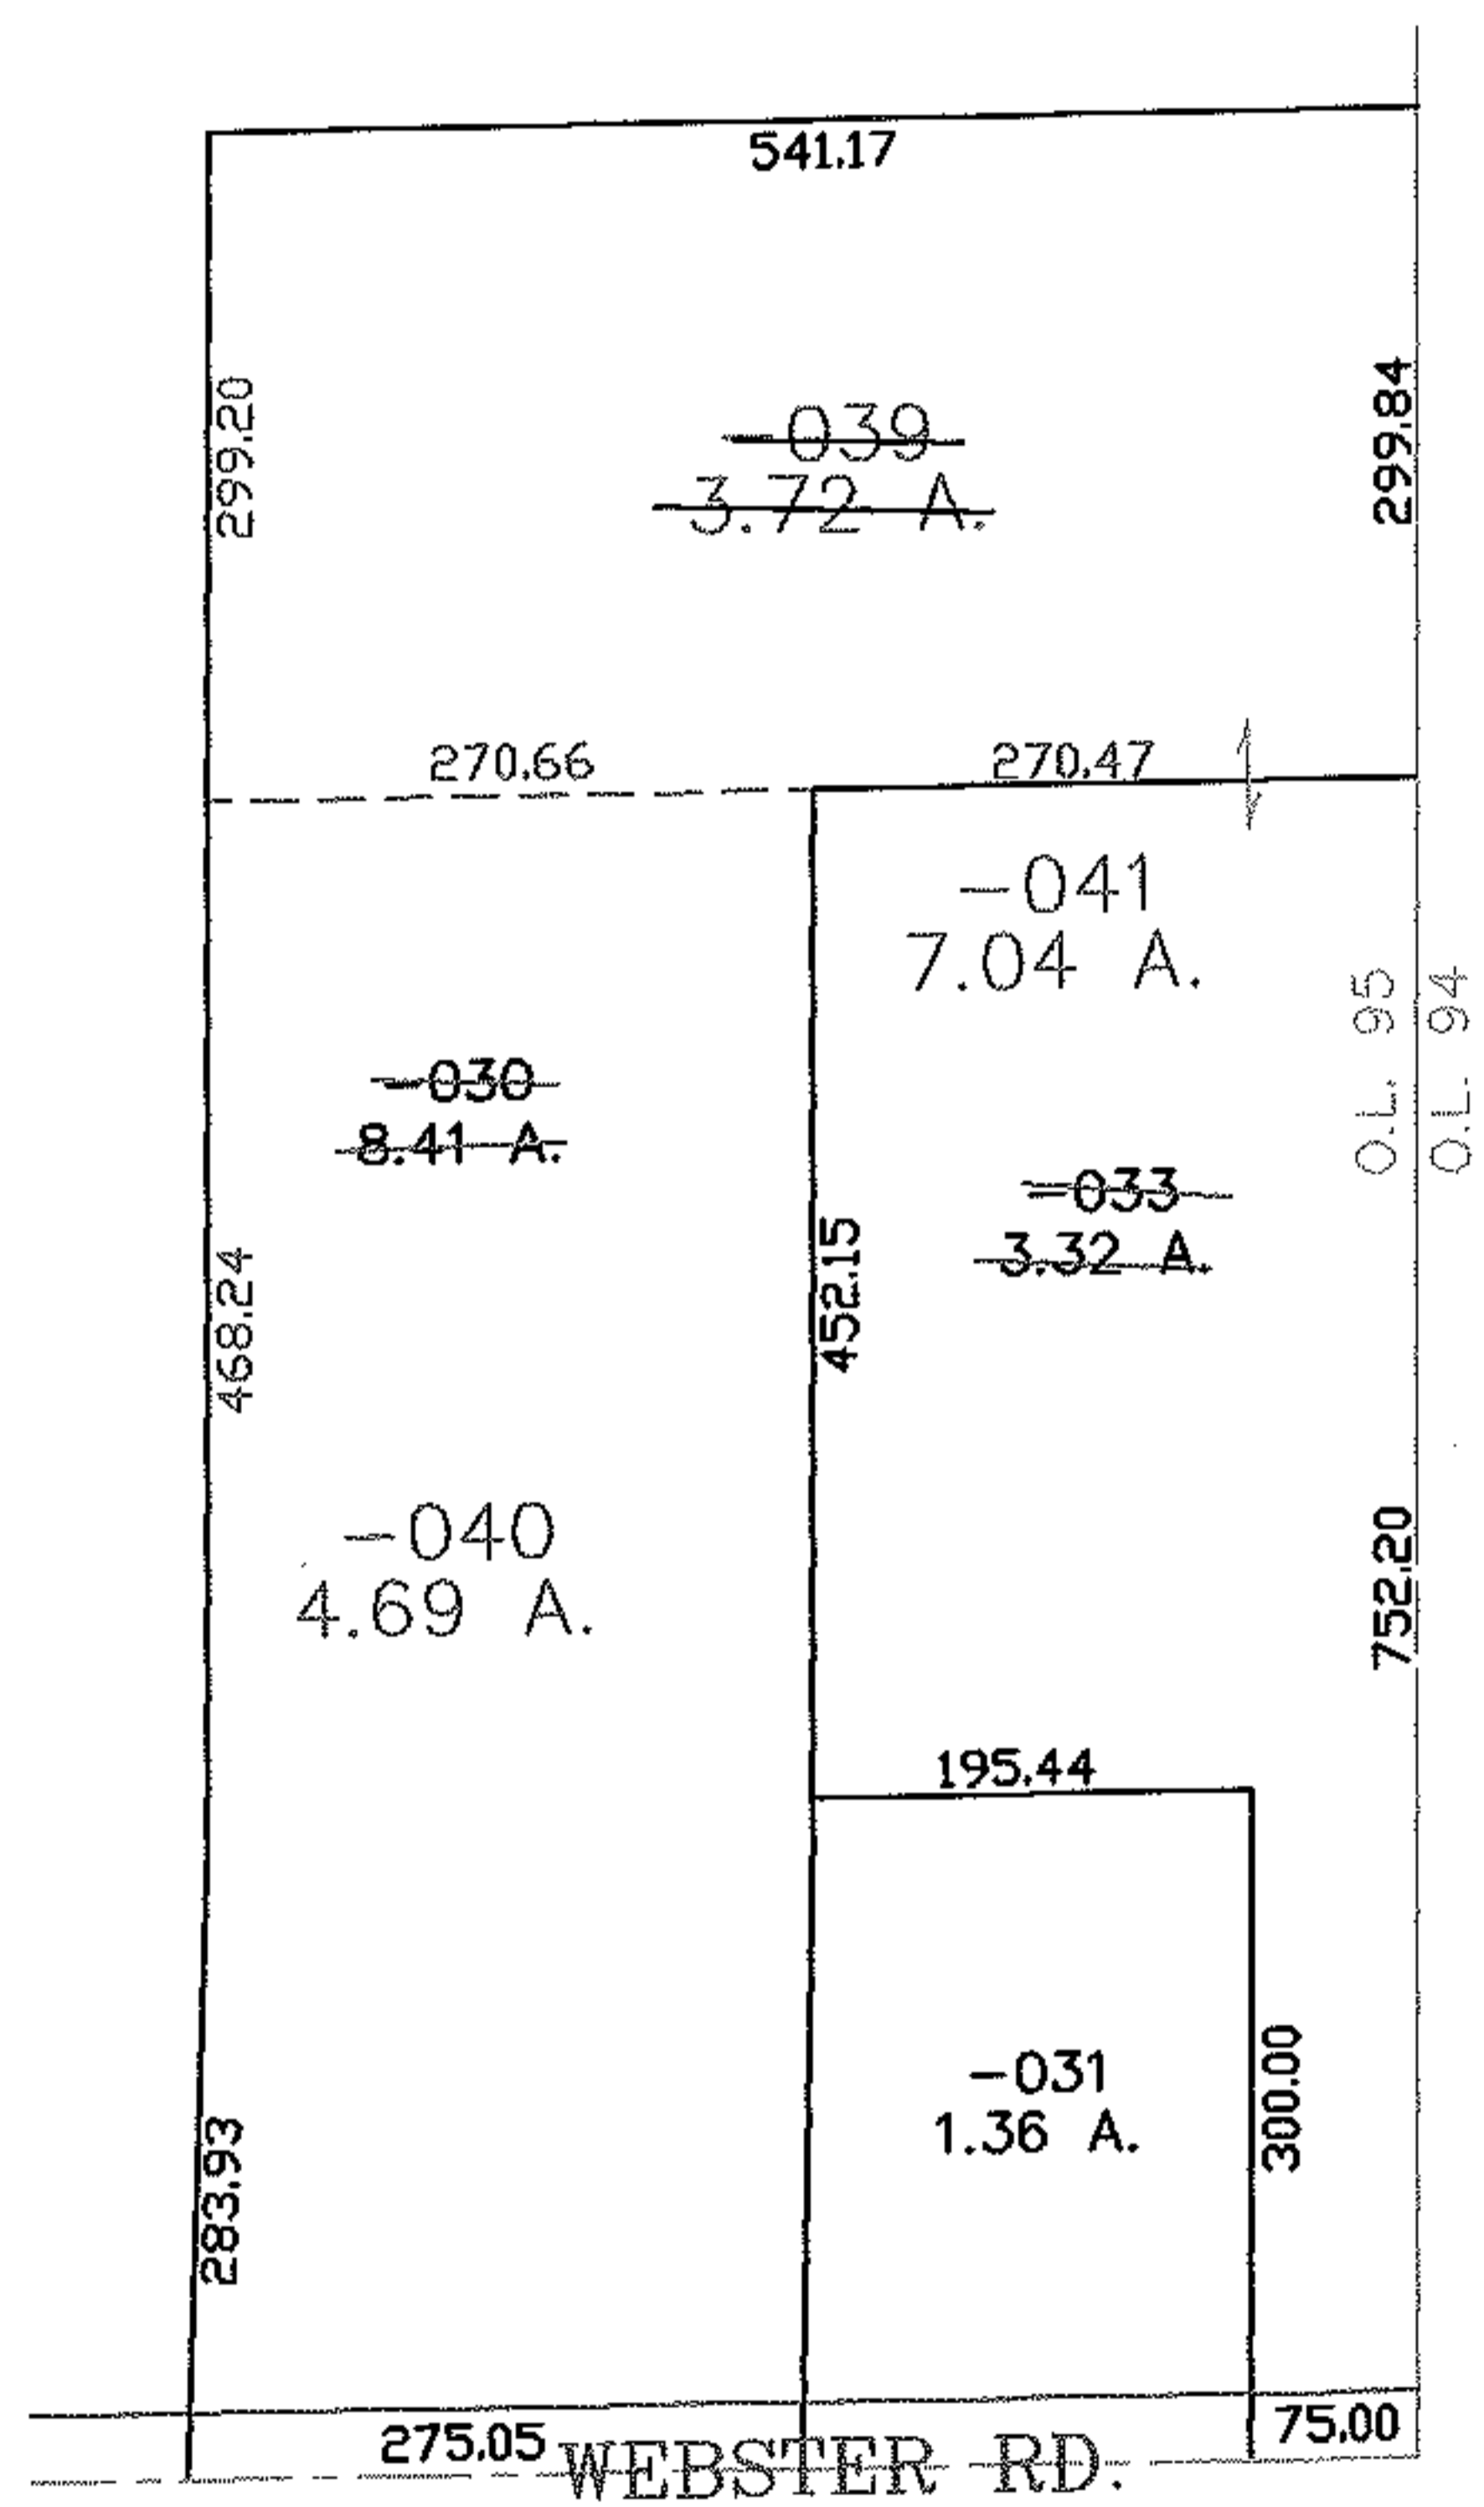 541.17
299.20
299.84
-039
3.72 A.
270.66
270.47
-041
7.04 A.
O.L. 95
O.L. 94
-030
8.41 A.
-033
3.32 A.
452.15
468.24
-040
4.69 A.
752.20
195.44
-031
1.36 A.
300.00
283.93
275.05
75.00
WEBSTER RD.